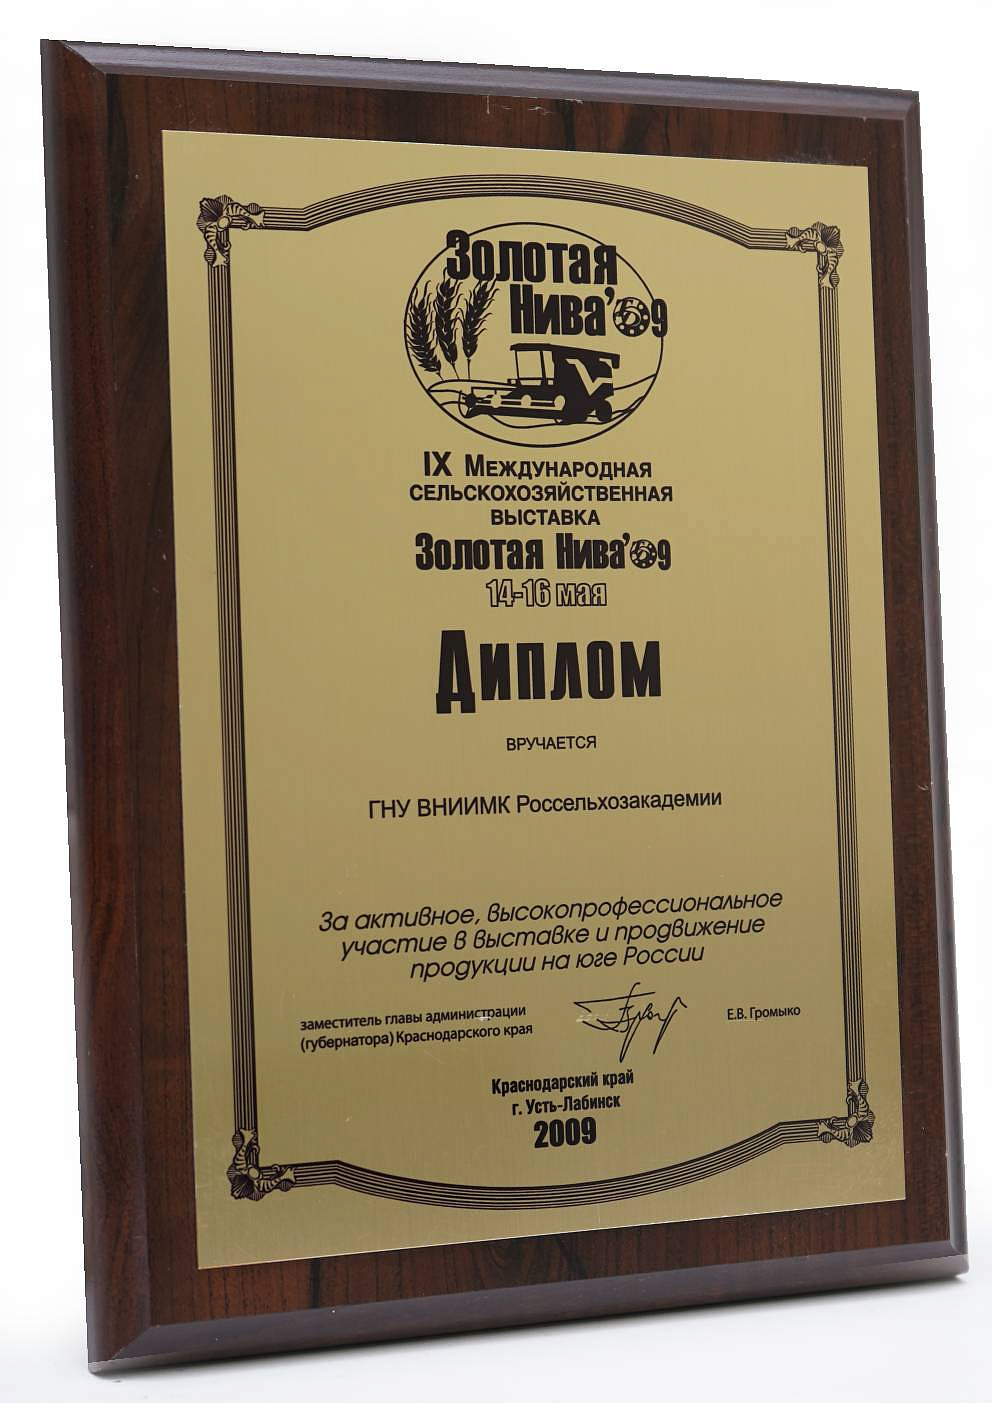 Золотая
Нива'09
IX Международная
сельскохозяйственная
выставка
Золотая Нива'09
14-16 мая
Диплом
вручается
ГНУ ВНИИМК Россельхозакадемии
За активное, высокопрофессиональное
участие в выставке и продвижение
продукции на юге России
заместитель главы администрации
(губернатора) Краснодарского края
Е.В. Громыко
Краснодарский край
г. Усть-Лабинск
2009